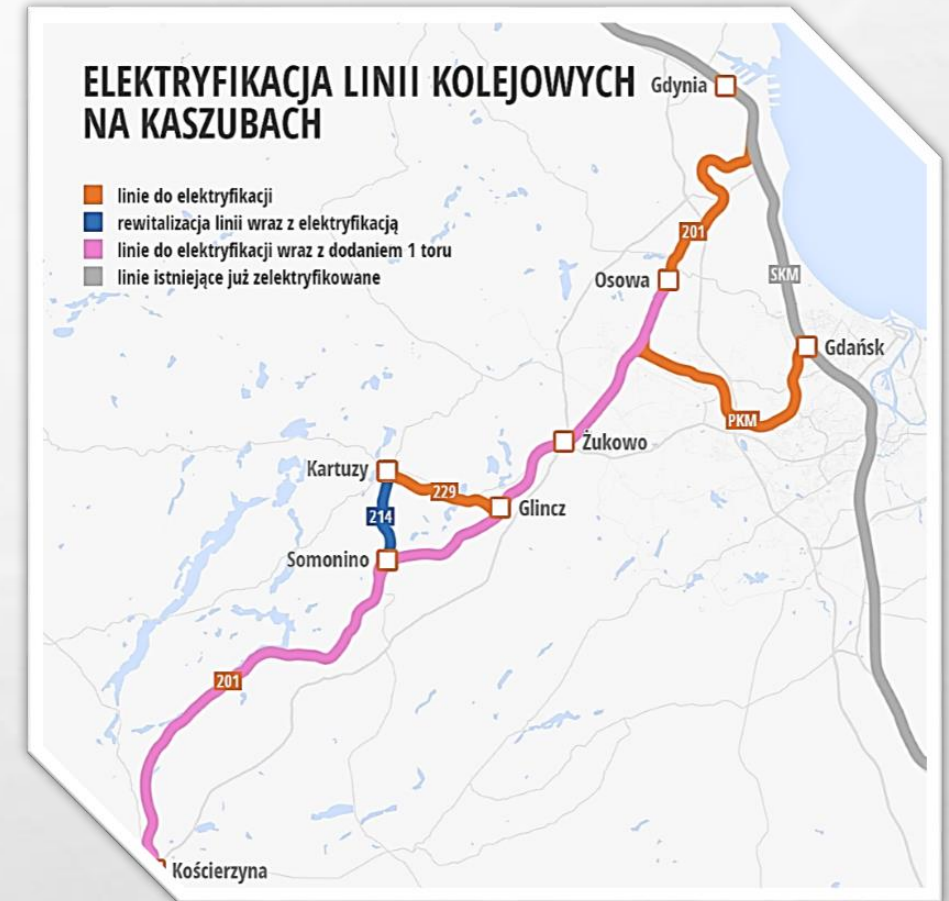 ELEKTRYFIKACJA LINII KOLEJOWYCH
NA KASZUBACH
linie do elektryfikacji
rewitalizacja linii wraz z elektryfikacją
linie do elektryfikacji wraz z dodaniem 1 toru
linie istniejące już zelektryfikowane
Gdynia
201
Osowa
SKM
Gdańsk
PKM
Żukowo
Kartuzy
229
Glincz
214
Somonino
201
Kościerzyna